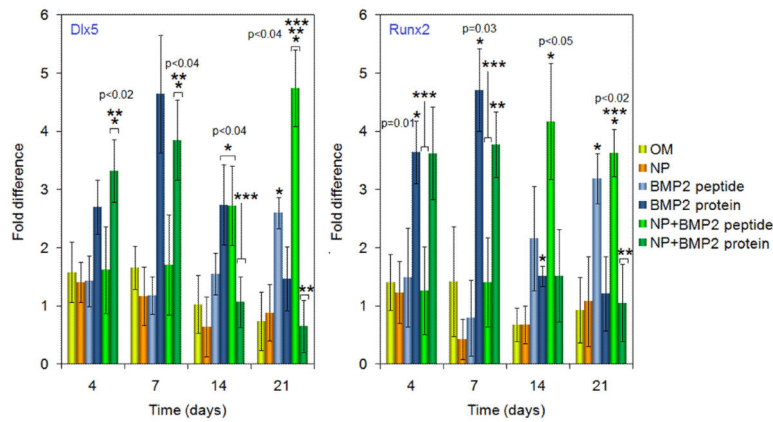 Dlx5
Fold difference
6
5
4
3
2
1
0
p<0.02
**
*
p<0.04
**
*
p<0.04
*
***
p<0.04
***
**
*
*
**
4 7 14 21
Time (days)
Runx2
Fold difference
6
5
4
3
2
1
0
p=0.01
*
***
p=0.03
*
***
**
p<0.05
*
*
*
p<0.02
***
*
**
4 7 14 21
Time (days)
OM
NP
BMP2 peptide
BMP2 protein
NP+BMP2 peptide
NP+BMP2 protein